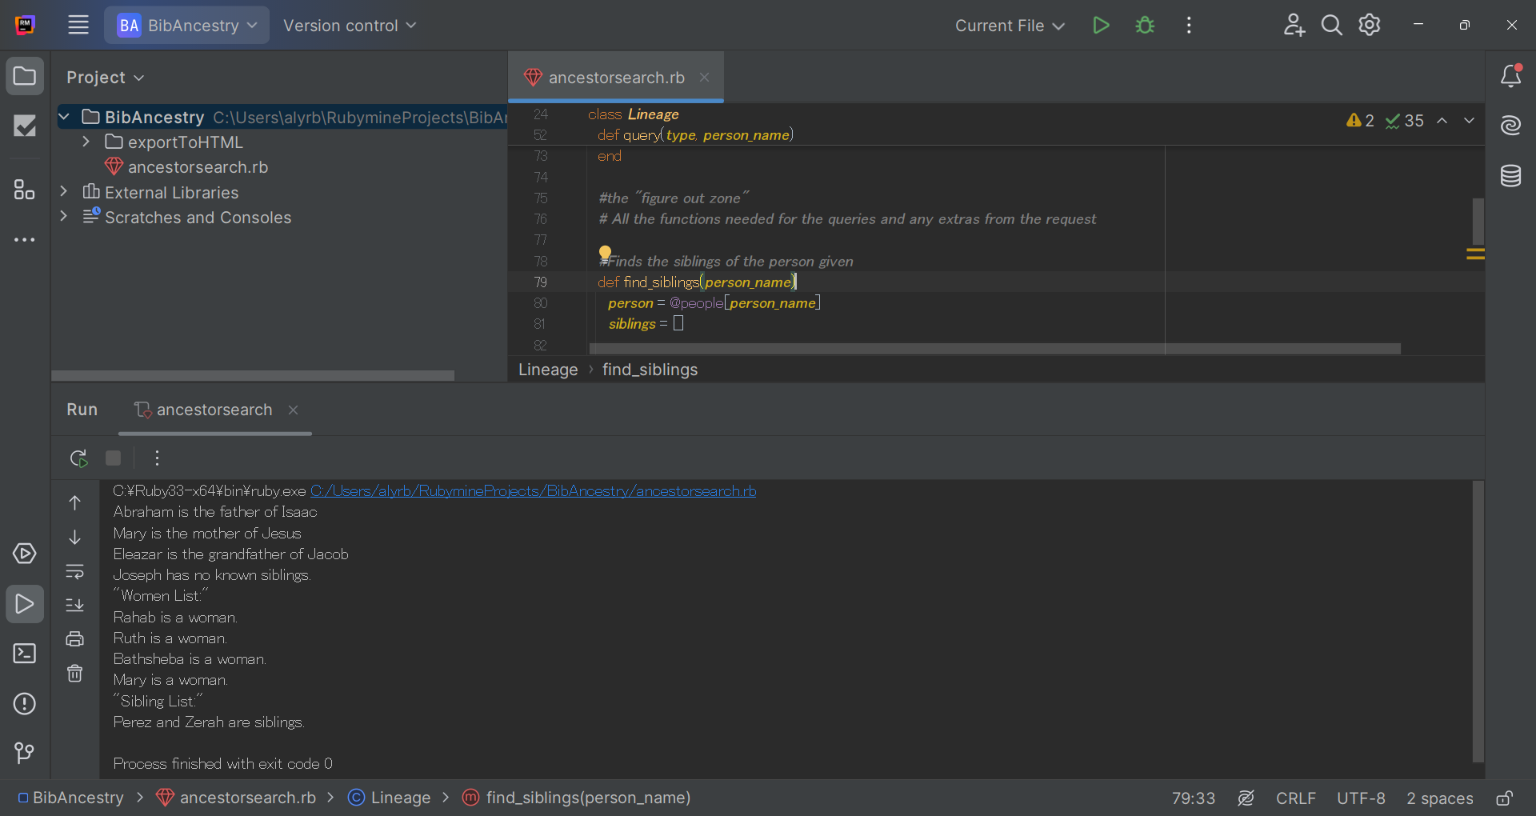 BA BibAncestry Version control Current File
Project
ancestorsearch.rb
BibAncestry C:\Users\alyrb\RubymineProjects\BibAn
exportToHTML
ancestorsearch.rb
External Libraries
Scratches and Consoles
24 class Lineage
52 def query(type, person_name)
2 35
73 end
74
75 #the "figure out zone"
76 # All the functions needed for the queries and any extras from the request
77
78 #Finds the siblings of the person given
79 def find_siblings(person_name)
80 person = @people[person_name]
81 siblings = []
82
Lineage › find_siblings
Run ancestorsearch
C:¥Ruby33-x64¥bin¥ruby.exe C:/Users/alyrb/RubymineProjects/BibAncestry/ancestorsearch.rb
Abraham is the father of Isaac
Mary is the mother of Jesus
Eleazar is the grandfather of Jacob
Joseph has no known siblings.
"Women List:"
Rahab is a woman.
Ruth is a woman.
Bathsheba is a woman.
Mary is a woman.
"Sibling List:"
Perez and Zerah are siblings.
Process finished with exit code 0
BibAncestry > ancestorsearch.rb > Lineage > find_siblings(person_name)
79:33 CRLF UTF-8 2 spaces